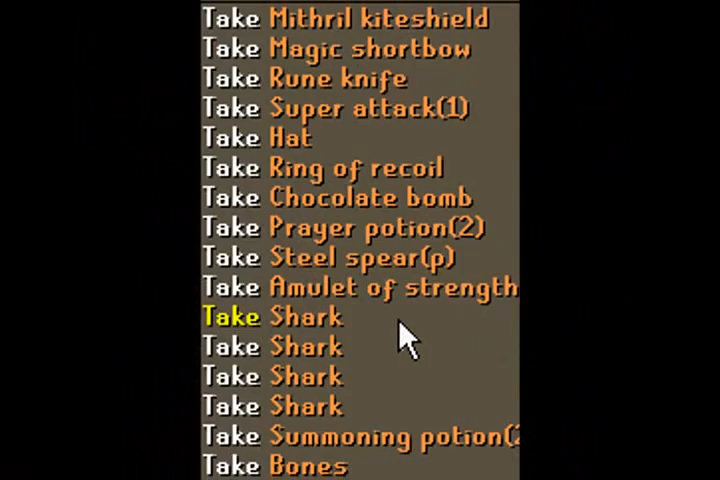 Take Mithril kiteshield
Take Magic shortbow
Take Rune knife
Take Super attack(1)
Take Hat
Take Ring of recoil
Take Chocolate bomb
Take Prayer potion(2)
Take Steel spear(p)
Take Amulet of strength
Take Shark
Take Shark
Take Shark
Take Shark
Take Summoning potion(2
Take Bones